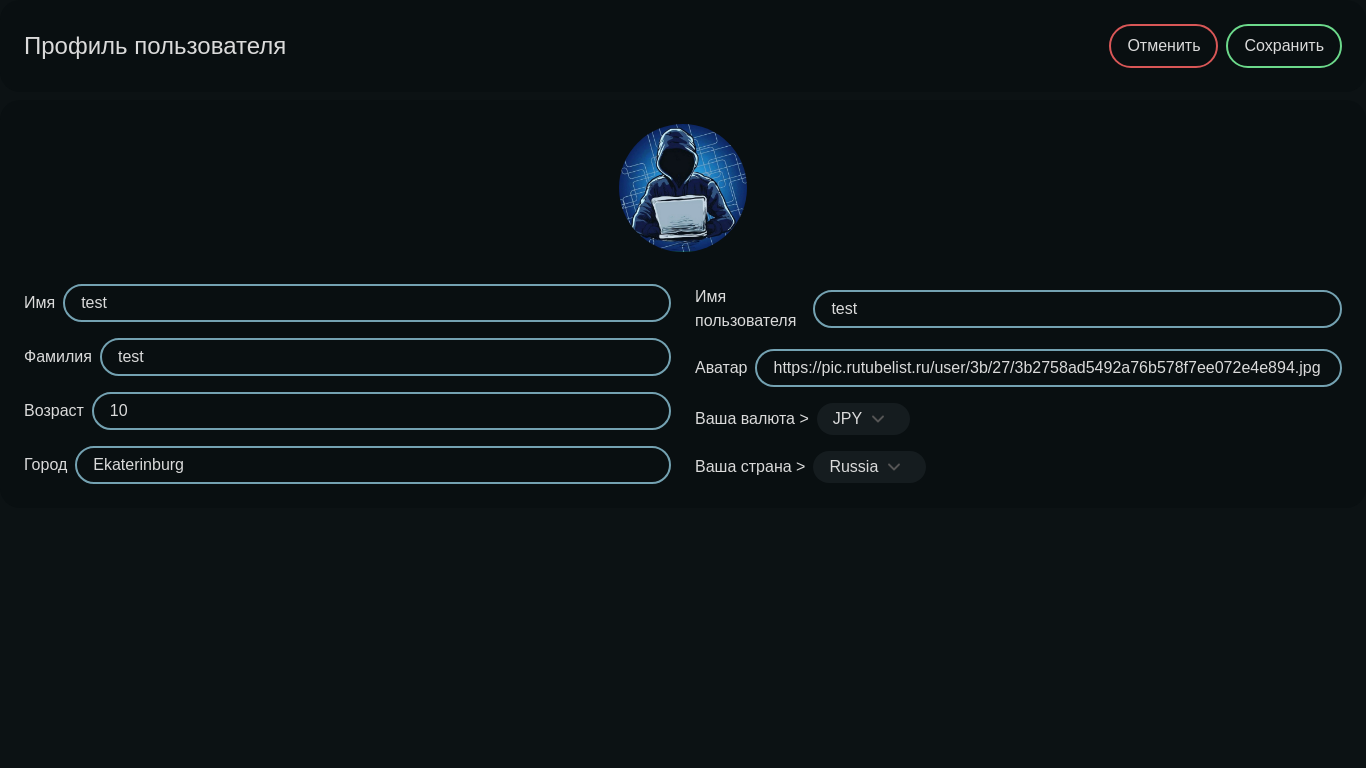 Профиль пользователя
Отменить
Сохранить
Имя
test
Фамилия
test
Возраст
10
Город
Ekaterinburg
Имя
пользователя
test
Аватар
https://pic.rutubelist.ru/user/3b/27/3b2758ad5492a76b578f7ee072e4e894.jpg
Ваша валюта >
JPY
Ваша страна >
Russia